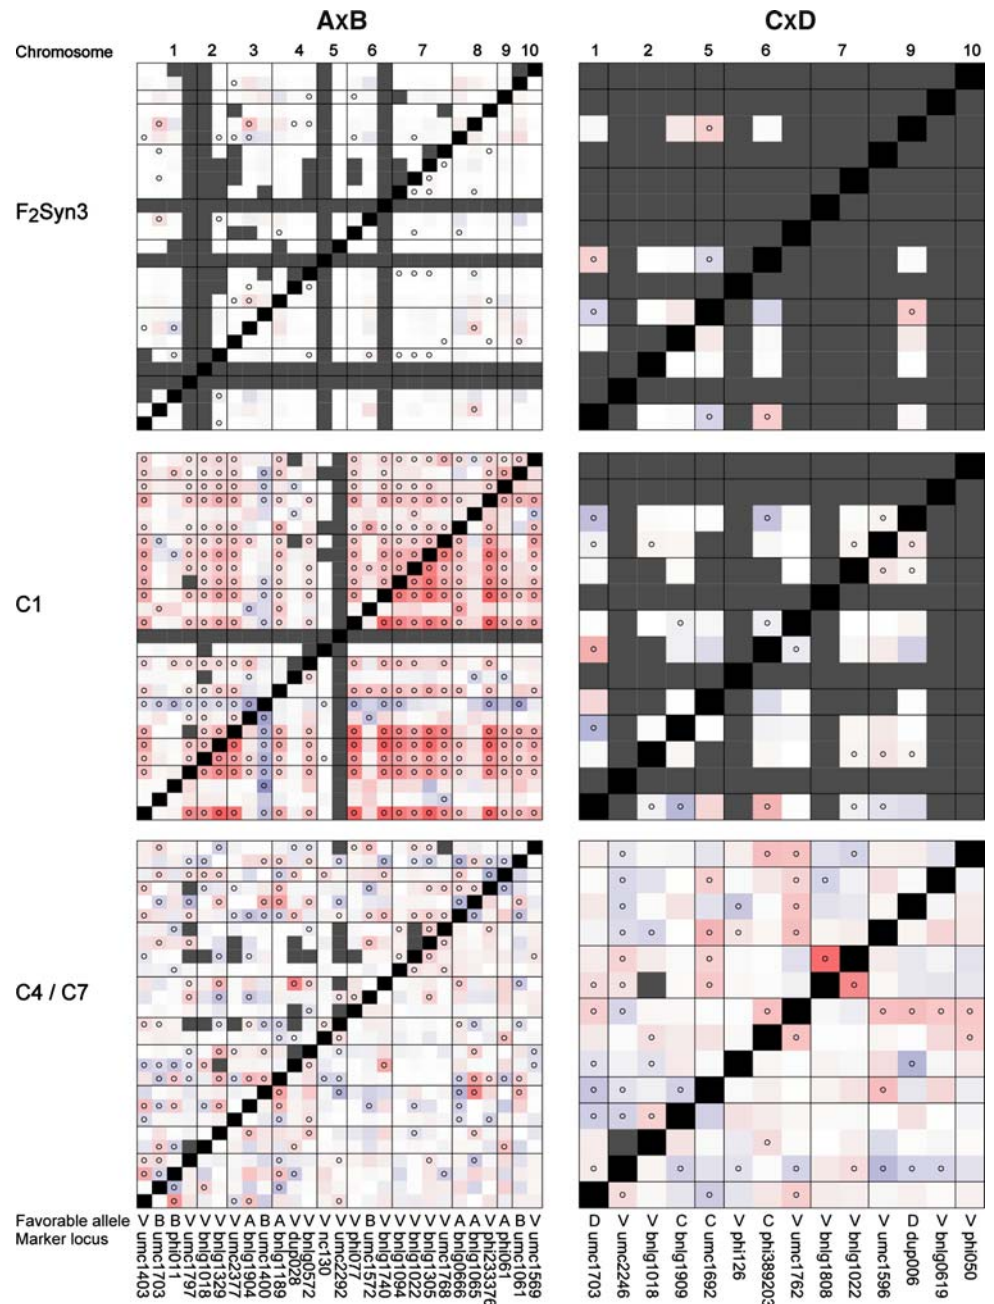 AxB CxD
Chromosome 1 2 3 4 5 6 7 8 9 10 1 2 5 6 7 9 10
F₂Syn3
C1
C4 / C7
Favorable allele V B B V V V V A B A V V V V V B V V V V V A A V A B V D V V C C V C V V V V D V V
Marker locus umc1403 umc1703 phi011 umc1797 bnlg1018 bnlg1329 umc2377 bnlg1904 umc1400 bnlg1189 dup028 bnlg0572 nc130 umc2292 phi077 umc1572 bnlg1740 bnlg1094 bnlg1022 bnlg1305 umc1768 bnlg0666 bnlg1065 phi233376 phi061 umc1061 umc1569 umc1703 umc2246 bnlg1018 bnlg1909 umc1692 phi126 phi389203 umc1762 bnlg1808 bnlg1022 umc1596 dup006 bnlg0619 phi050